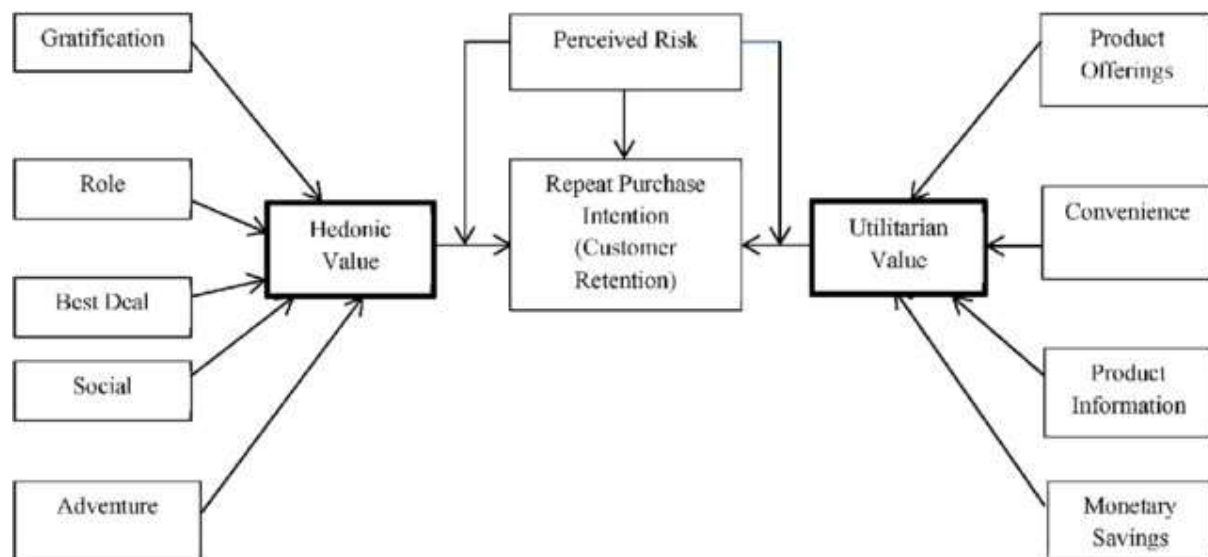 Gratification
Role
Best Deal
Social
Adventure
Hedonic
Value
Perceived Risk
Repeat Purchase
Intention
(Customer
Retention)
Utilitarian
Value
Product
Offerings
Convenience
Product
Information
Monetary
Savings